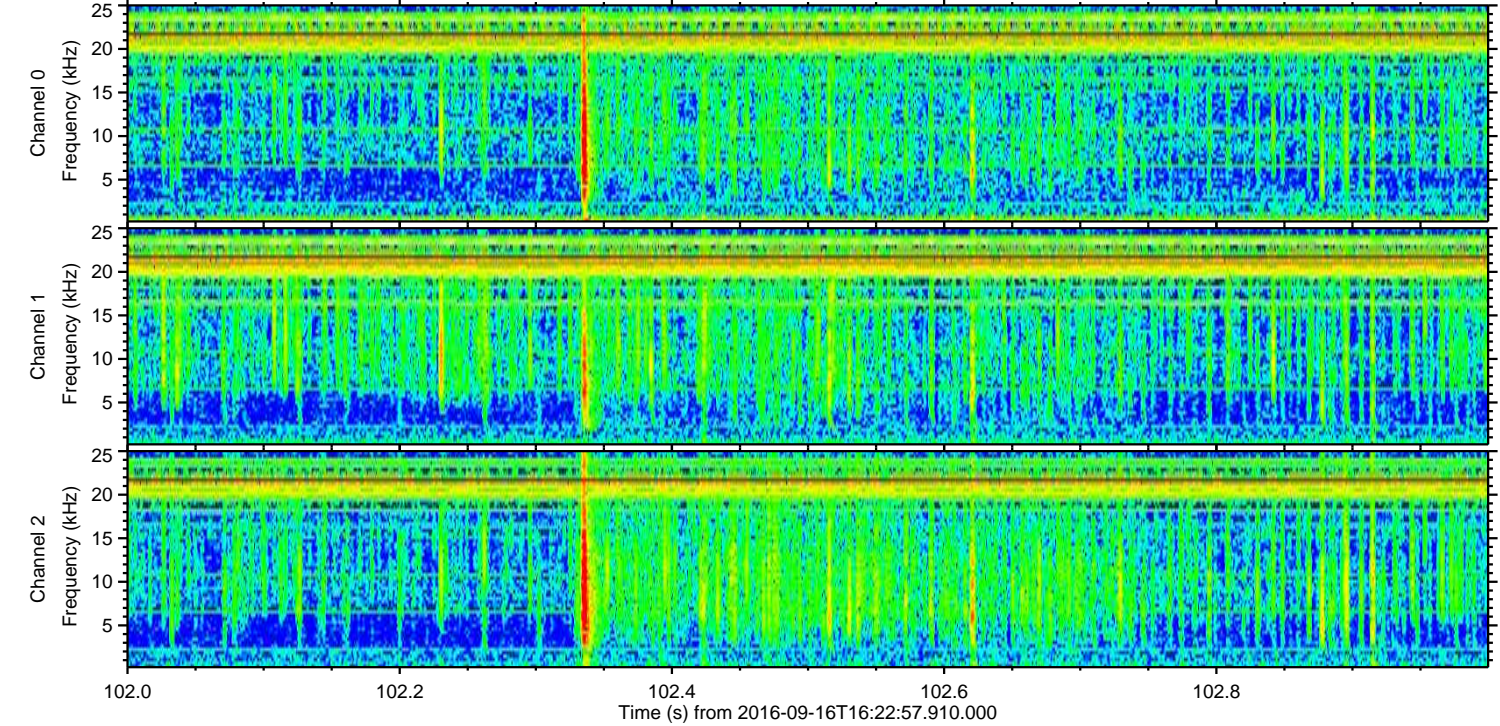 25
20
15
10
5
Channel 0
Frequency (kHz)
25
20
15
10
5
Channel 1
Frequency (kHz)
25
20
15
10
5
Channel 2
Frequency (kHz)
102.0 102.2 102.4 102.6 102.8
Time (s) from 2016-09-16T16:22:57.910.000